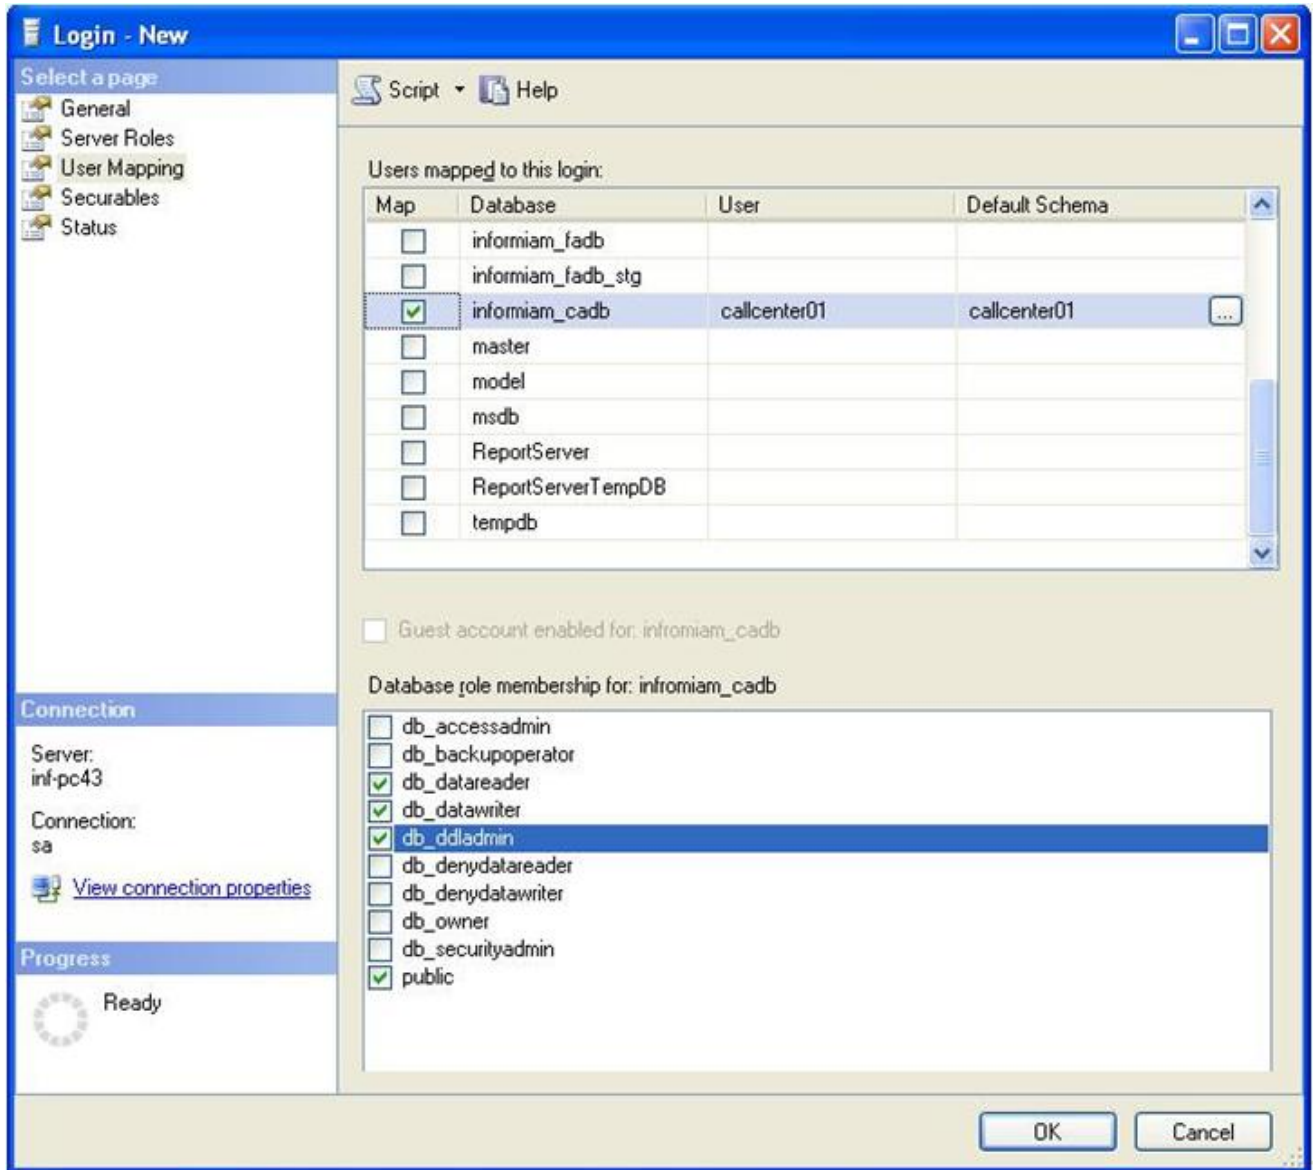 Login - New
Select a page
General
Server Roles
User Mapping
Securables
Status
Script Help
Users mapped to this login:
Map Database User Default Schema
informiam_fadb
informiam_fadb_stg
informiam_cadb callcenter01 callcenter01 ...
master
model
msdb
ReportServer
ReportServerTempDB
tempdb
Guest account enabled for: infromiam_cadb
Database role membership for: infromiam_cadb
db_accessadmin
db_backupoperator
db_datareader
db_datawriter
db_ddladmin
db_denydatareader
db_denydatawriter
db_owner
db_securityadmin
public
Connection
Server:
inf-pc43
Connection:
sa
View connection properties
Progress
Ready
OK Cancel